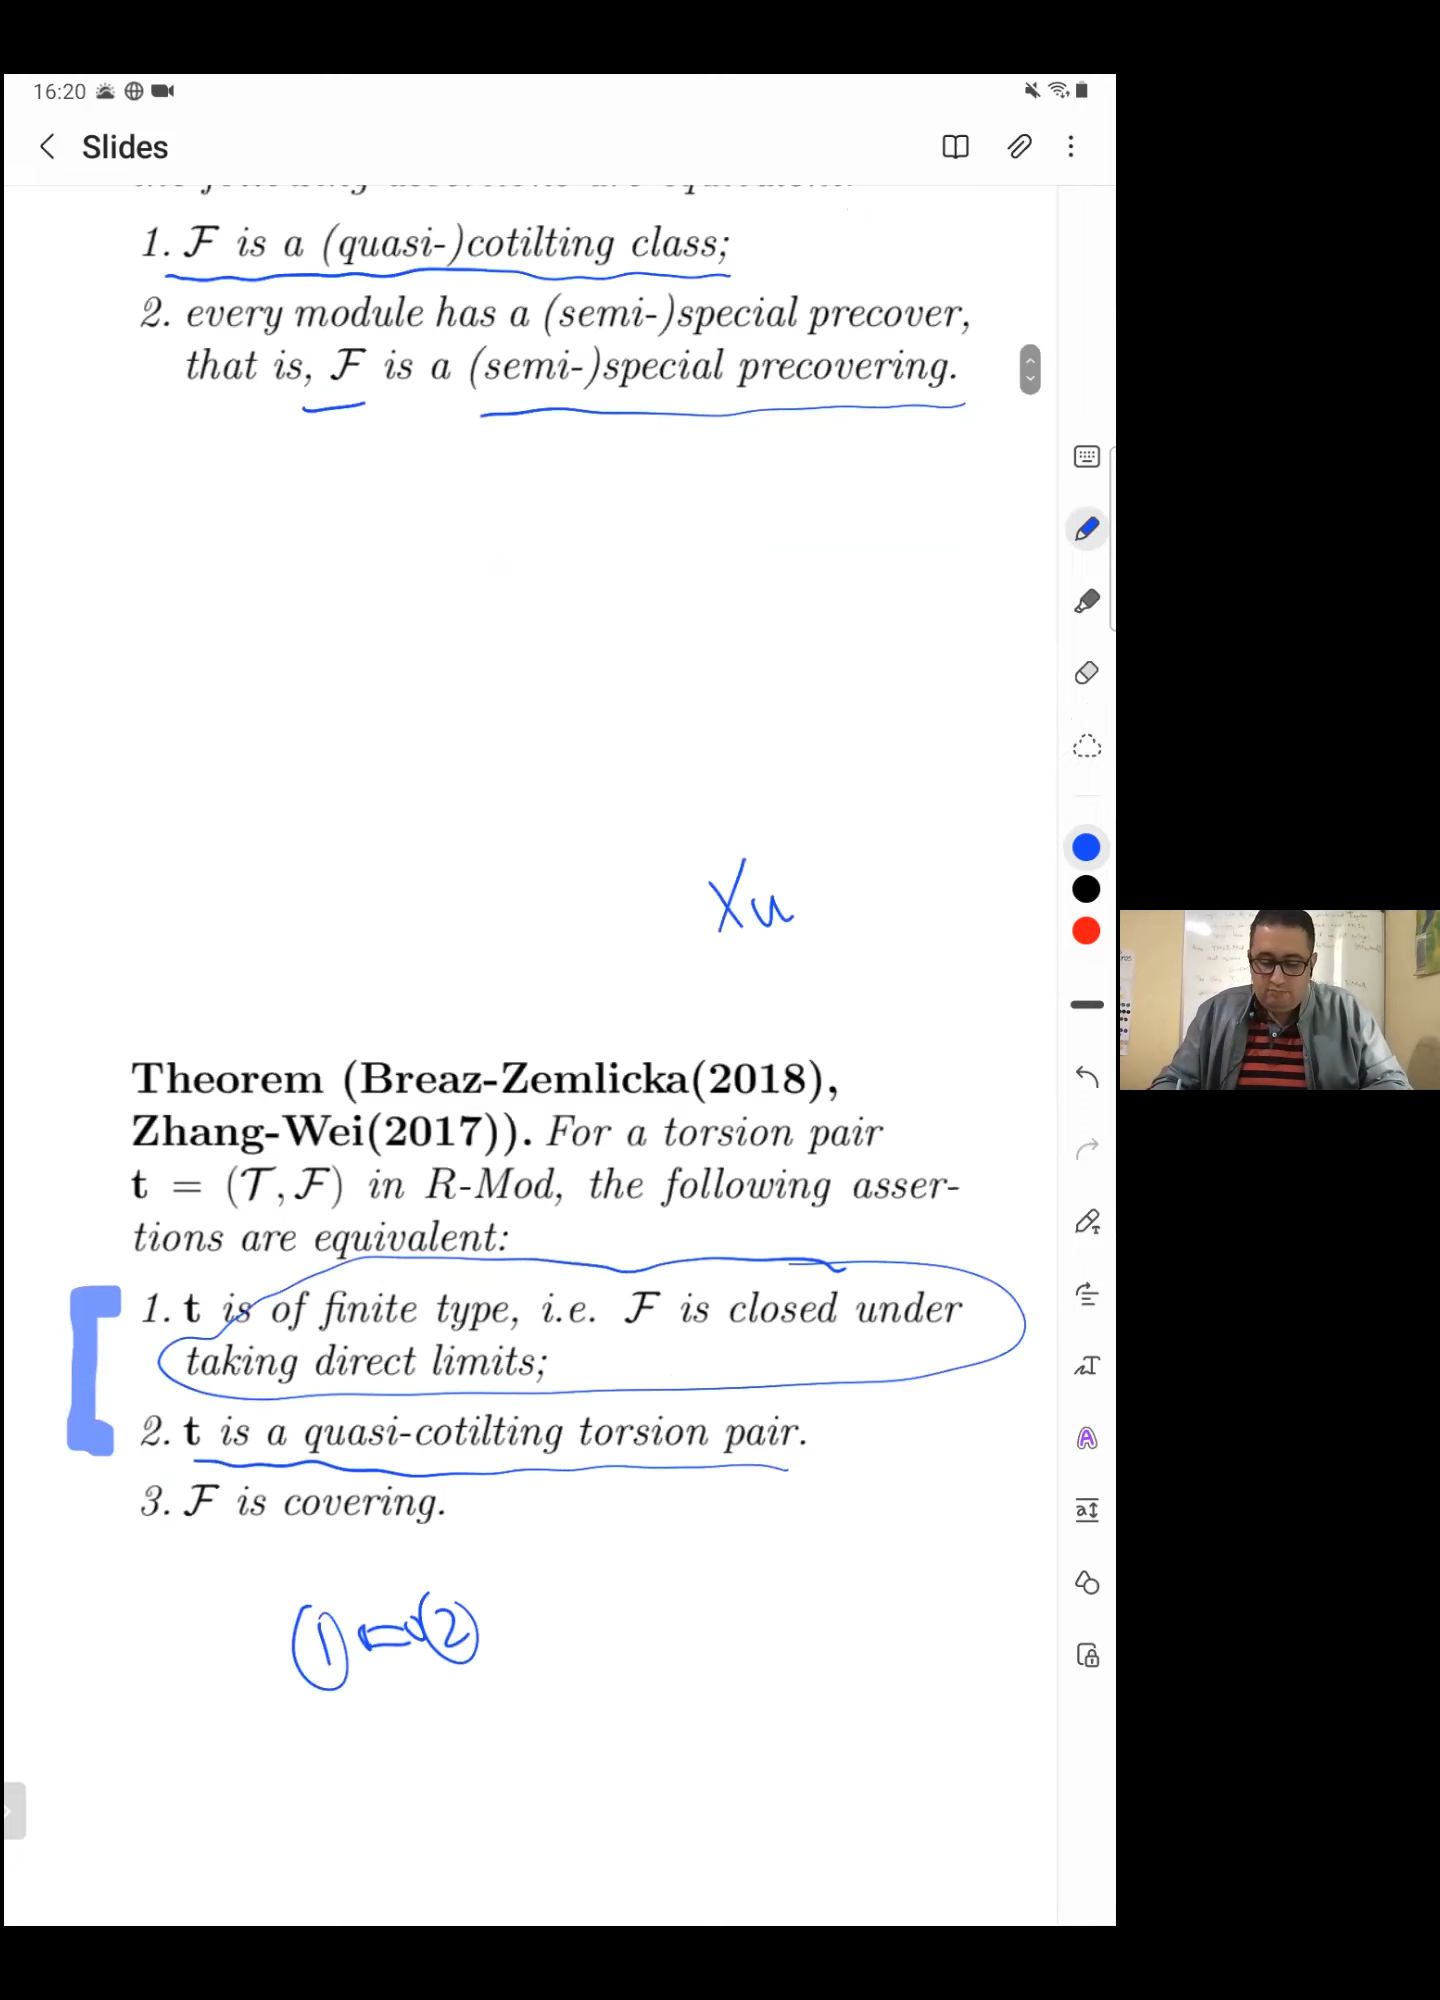 16:20
Slides
1. F is a (quasi-)cotilting class;
2. every module has a (semi-)special precover,
that is, F is a (semi-)special precovering.
Xu
Theorem (Breaz-Zemlicka(2018),
Zhang-Wei(2017)). For a torsion pair
t = (T, F) in R-Mod, the following asser-
tions are equivalent:
1. t is of finite type, i.e. F is closed under
taking direct limits;
2. t is a quasi-cotilting torsion pair.
3. F is covering.
① ⇔ ②